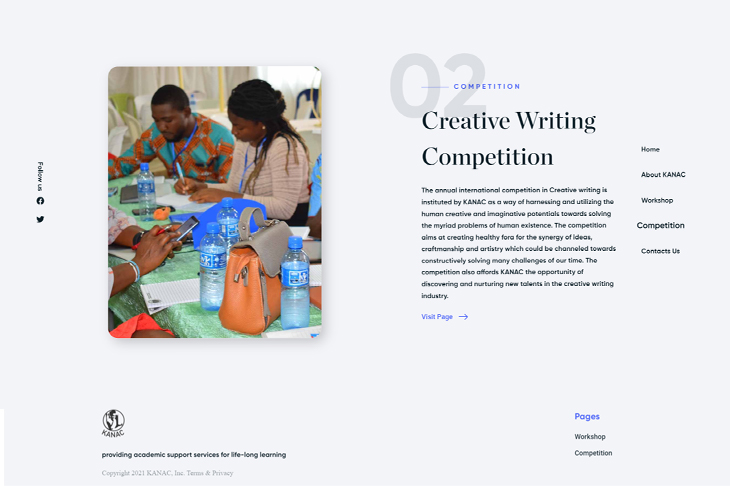 02
COMPETITION
Creative Writing
Competition
The annual international competition in Creative writing is
instituted by KANAC as a way of harnessing and utilizing the
human creative and imaginative potentials towards solving
the myriad problems of human existence. The competition
aims at creating healthy fora for the synergy of ideas,
craftmanship and artistry which could be channeled towards
constructively solving many challenges of our time. The
competition also affords KANAC the opportunity of
discovering and nurturing new talents in the creative writing
industry.
Visit Page
Home
About KANAC
Workshop
Competition
Contacts Us
Follow us
KANAC
providing academic support services for life-long learning
Copyright 2021 KANAC, Inc. Terms & Privacy
Pages
Workshop
Competition